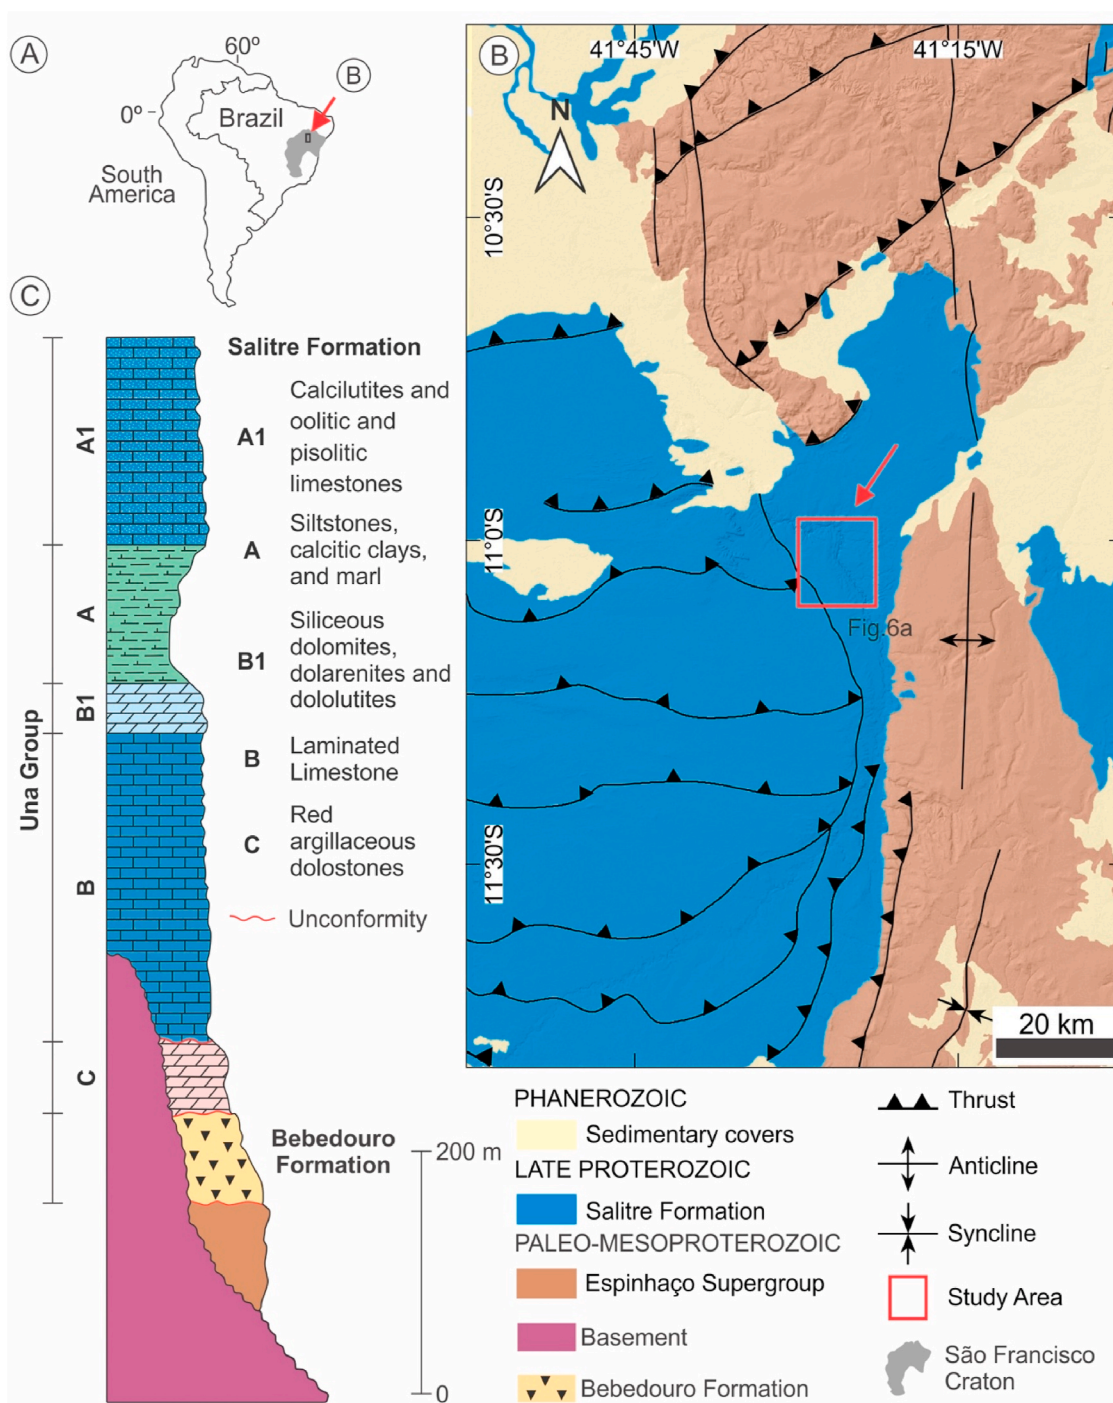 A
60º
B
0º
Brazil
South
America
C
Salitre Formation
A1
Calcilutites and
oolitic and
pisolitic
limestones
A
Siltstones,
calcitic clays,
and marl
B1
Siliceous
dolomites,
dolarenites and
dololutites
B
Laminated
Limestone
C
Red
argillaceous
dolostones
Unconformity
Una Group
A1
A
B1
B
C
Bebedouro
Formation
200 m
0
B
41°45'W
41°15'W
N
10°30'S
11°0'S
11°30'S
Fig.6a
20 km
PHANEROZOIC
Sedimentary covers
LATE PROTEROZOIC
Salitre Formation
PALEO-MESOPROTEROZOIC
Espinhaço Supergroup
Basement
Bebedouro Formation
Thrust
Anticline
Syncline
Study Area
São Francisco
Craton